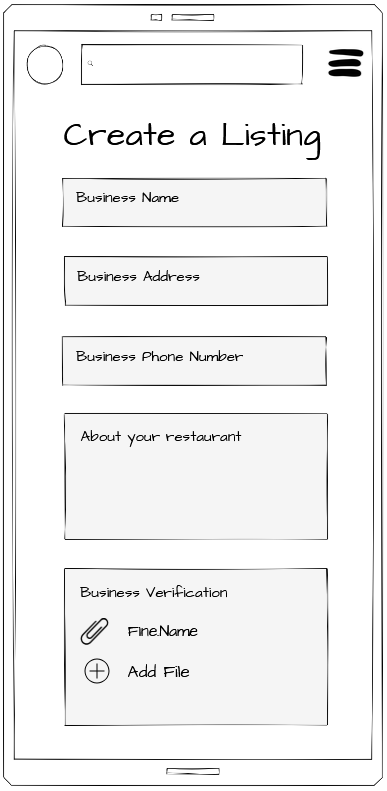 Create a Listing
Business Name
Business Address
Business Phone Number
About your restaurant
Business Verification
Fine.Name
Add File